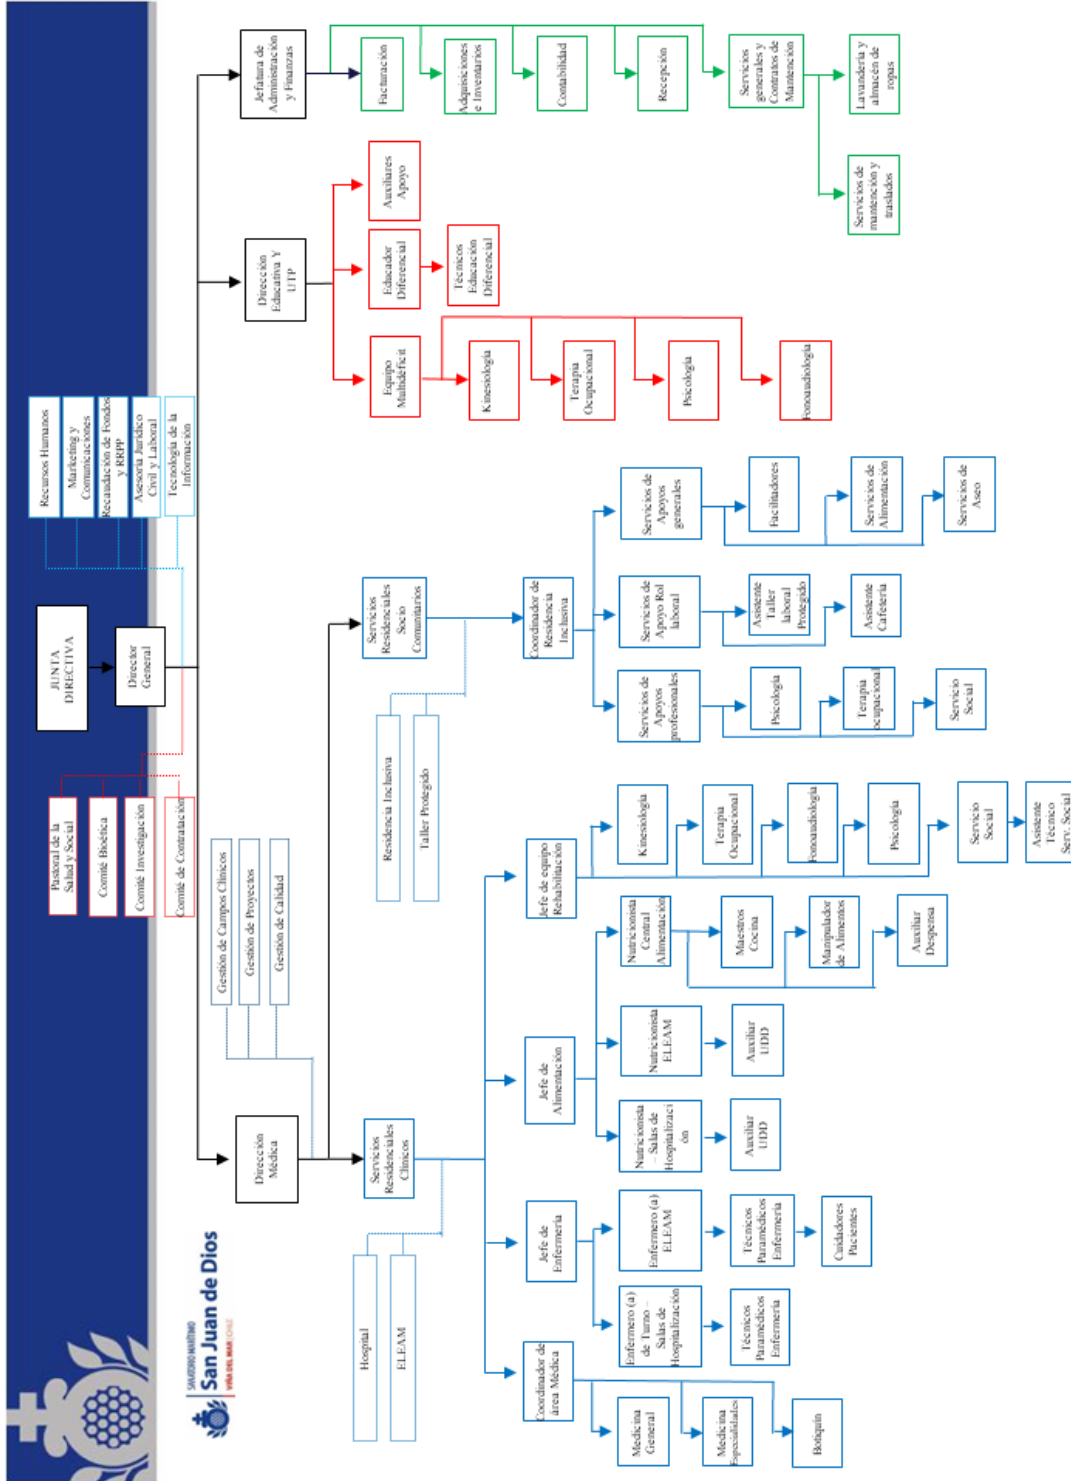 SANATORIO MARÍTIMO
San Juan de Dios
VIÑA DEL MAR | CHILE
JUNTA
DIRECTIVA
Director
General
Pastoral de la
Salud y Social
Comité Bioética
Comité Investigación
Comité de Contratación
Recursos Humanos
Marketing y
Comunicaciones
Recaudación de Fondos
y RRPP
Asesoría Jurídico
Civil y Laboral
Tecnología de la
Información
Gestión de Campos Clínicos
Gestión de Proyectos
Gestión de Calidad
Dirección
Médica
Dirección
Educativa y
UTP
Jefatura de
Administración
y Finanzas
Servicios
Residenciales
Clínicos
Servicios
Residenciales
Socio
Comunitarios
Hospital
ELEAM
Residencia Inclusiva
Taller Protegido
Coordinador de
área Médica
Jefe de
Enfermería
Jefe de
Alimentación
Jefe de equipo
Rehabilitación
Coordinador de
Residencia
Inclusiva
Medicina
General
Medicina
Especialidades
Botiquín
Enfermero (a)
de Turno –
Salas de
Hospitalización
Técnicos
Paramédicos
Enfermería
Enfermero (a)
ELEAM
Técnicos
Paramédicos
Enfermería
Cuidadores
Pacientes
Nutricionista
– Salas de
Hospitalizaci
ón
Auxiliar
UDD
Nutricionista
ELEAM
Auxiliar
UDD
Nutricionista
Central
Alimentación
Maestros
Cocina
Manipulador
de Alimentos
Auxiliar
Despensa
Kinesiología
Terapia
Ocupacional
Fonoaudiología
Psicología
Servicio
Social
Asistente
Técnico
Serv. Social
Servicios de
Apoyos
profesionales
Psicología
Terapia
ocupacional
Servicio
Social
Servicios de
Apoyo Rol
laboral
Asistente
Taller
laboral
Protegido
Asistente
Cafetería
Servicios de
Apoyos
generales
Facilitadores
Servicios de
Alimentación
Servicios de
Aseo
Equipo
Multideficit
Kinesiología
Terapia
Ocupacional
Psicología
Fonoaudiología
Educador
Diferencial
Técnicos
Educación
Diferencial
Auxiliares
Apoyo
Facturación
Adquisiciones
e Inventarios
Contabilidad
Recepción
Servicios
generales y
Contratos de
Mantención
Servicios de
mantención y
traslados
Lavandería y
almacén de
ropas